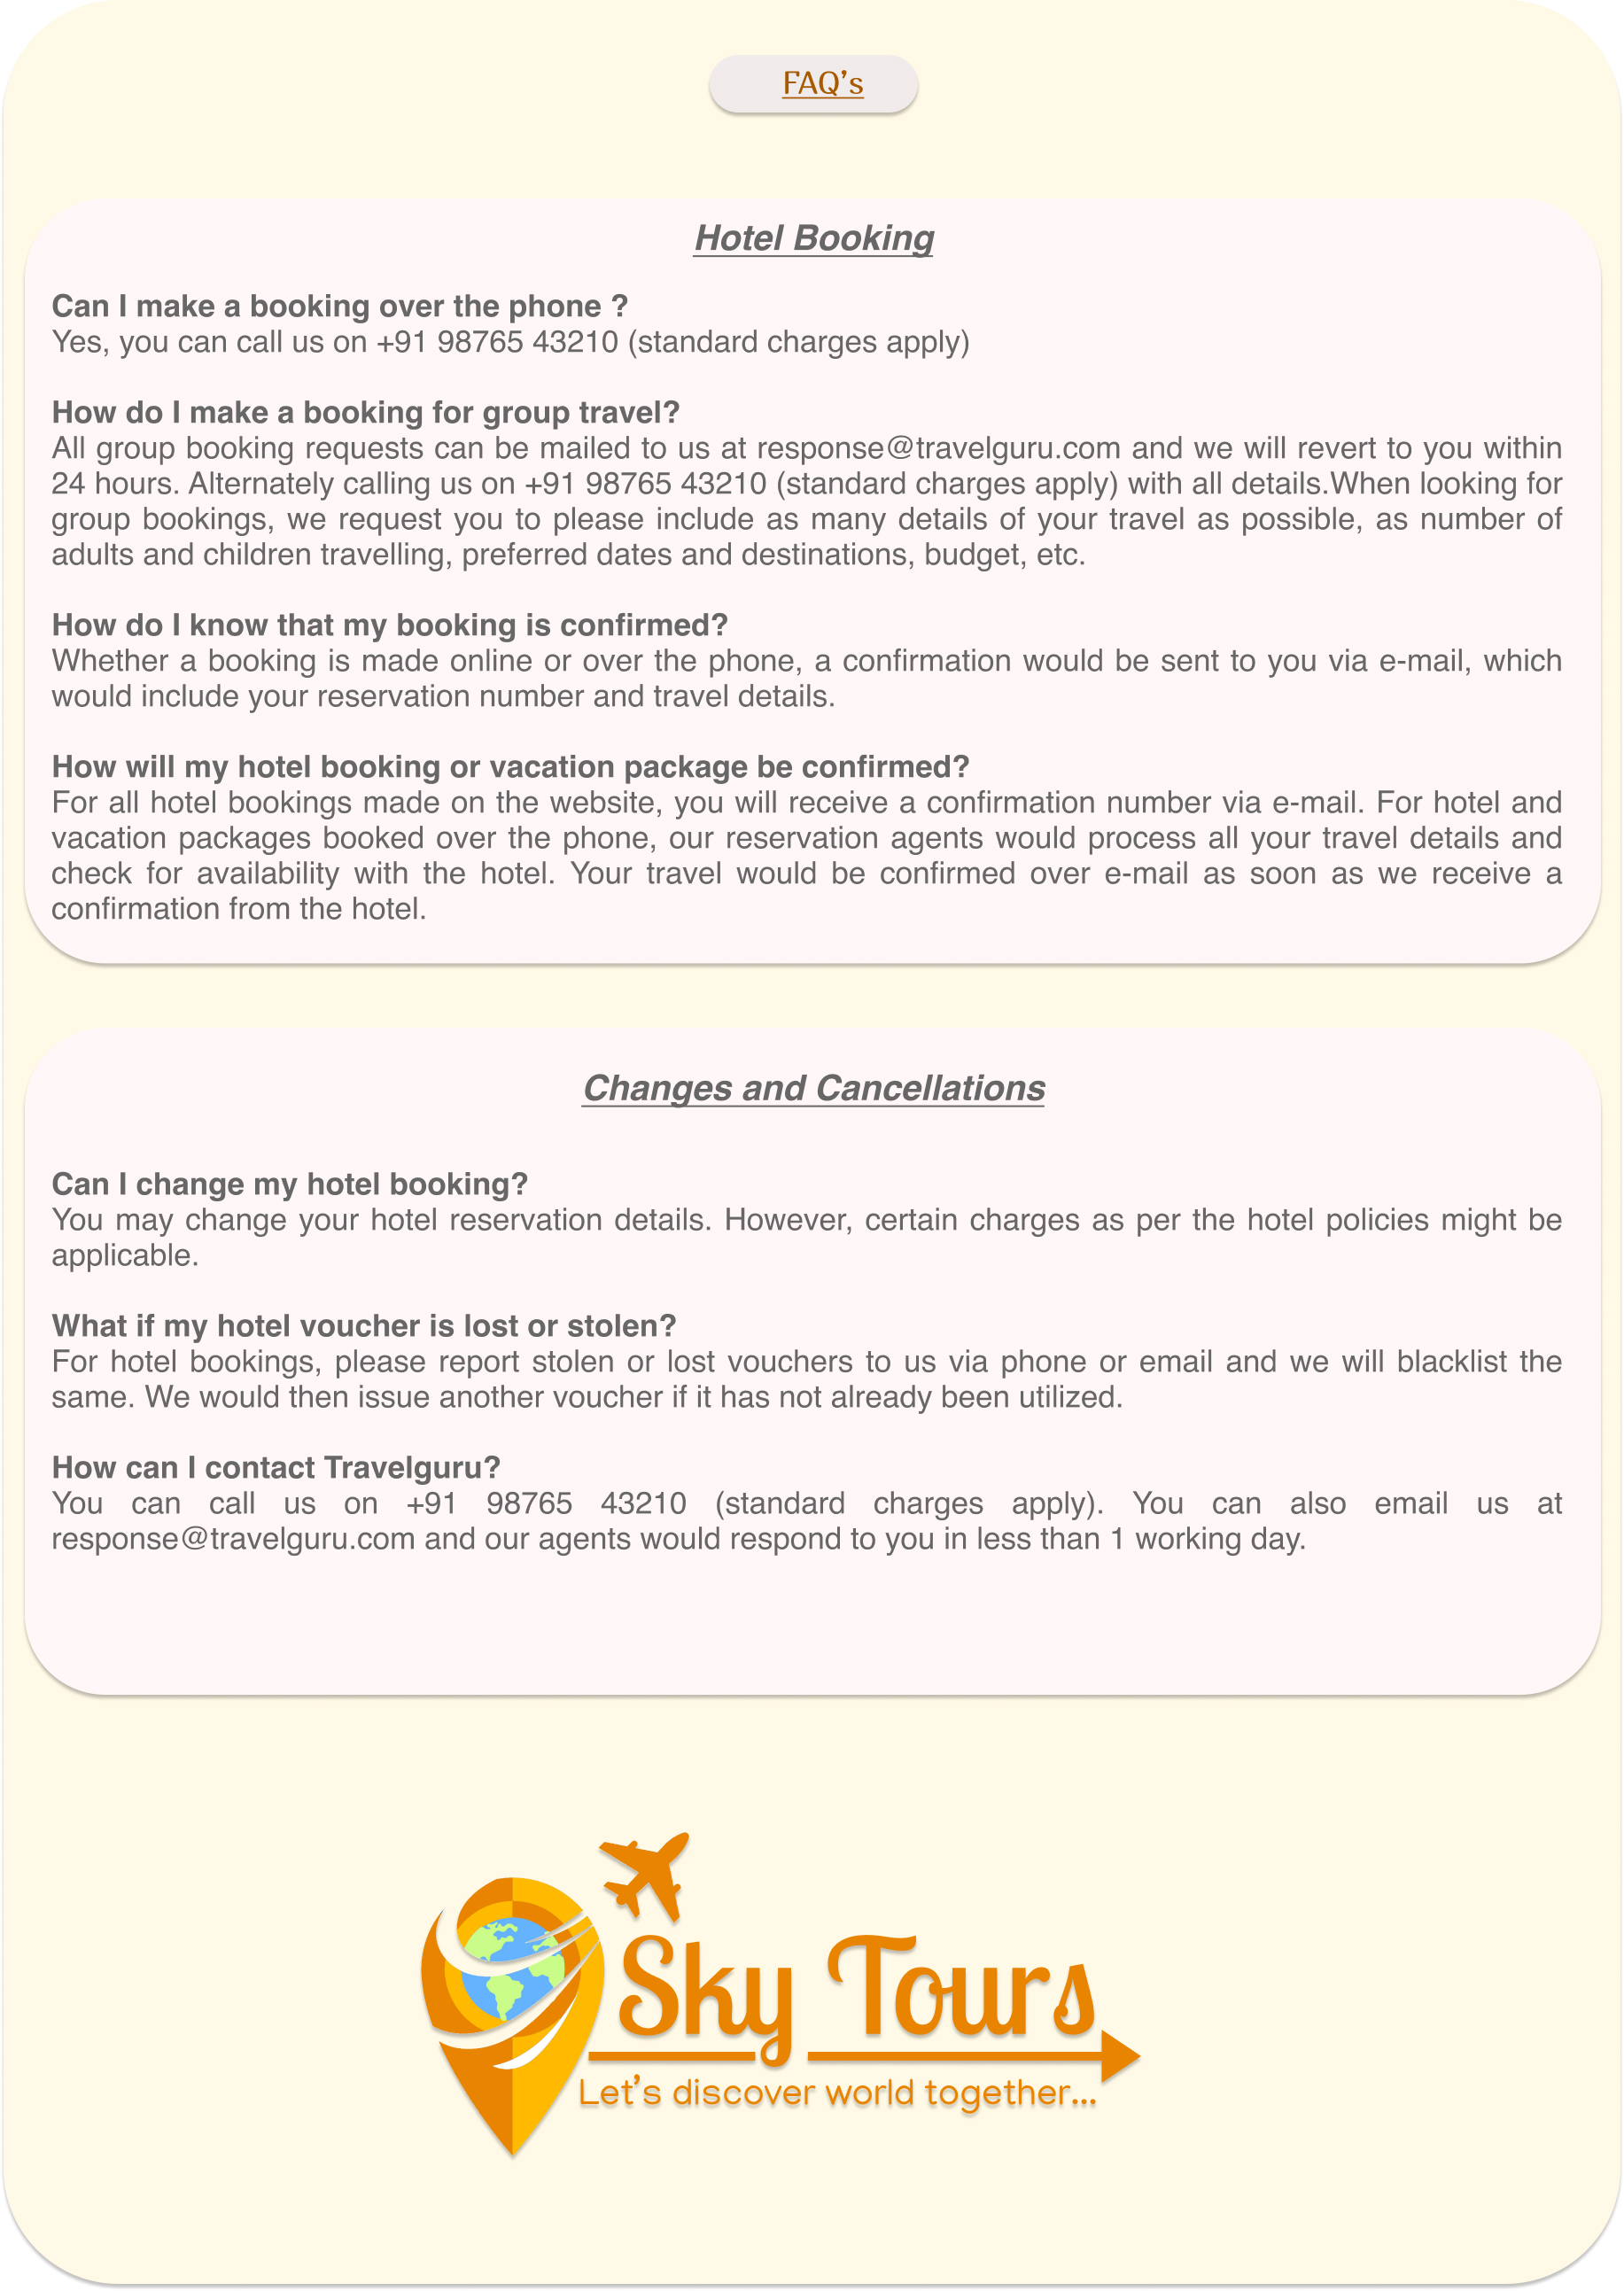 FAQ's
Hotel Booking
Can I make a booking over the phone ?
Yes, you can call us on +91 98765 43210 (standard charges apply)
How do I make a booking for group travel?
All group booking requests can be mailed to us at response@travelguru.com and we will revert to you within
24 hours. Alternately calling us on +91 98765 43210 (standard charges apply) with all details.When looking for
group bookings, we request you to please include as many details of your travel as possible, as number of
adults and children travelling, preferred dates and destinations, budget, etc.
How do I know that my booking is confirmed?
Whether a booking is made online or over the phone, a confirmation would be sent to you via e-mail, which
would include your reservation number and travel details.
How will my hotel booking or vacation package be confirmed?
For all hotel bookings made on the website, you will receive a confirmation number via e-mail. For hotel and
vacation packages booked over the phone, our reservation agents would process all your travel details and
check for availability with the hotel. Your travel would be confirmed over e-mail as soon as we receive a
confirmation from the hotel.
Changes and Cancellations
Can I change my hotel booking?
You may change your hotel reservation details. However, certain charges as per the hotel policies might be
applicable.
What if my hotel voucher is lost or stolen?
For hotel bookings, please report stolen or lost vouchers to us via phone or email and we will blacklist the
same. We would then issue another voucher if it has not already been utilized.
How can I contact Travelguru?
You can call us on +91 98765 43210 (standard charges apply). You can also email us at
response@travelguru.com and our agents would respond to you in less than 1 working day.
Sky Tours
Let's discover world together...